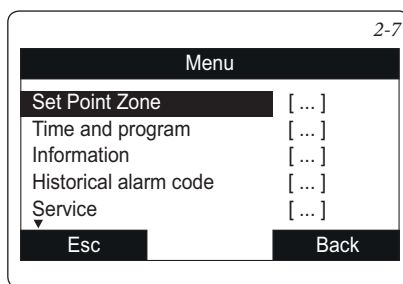 2-7
Menu
Set Point Zone [ ... ]
Time and program [ ... ]
Information [ ... ]
Historical alarm code [ ... ]
Service [ ... ]
Esc Back